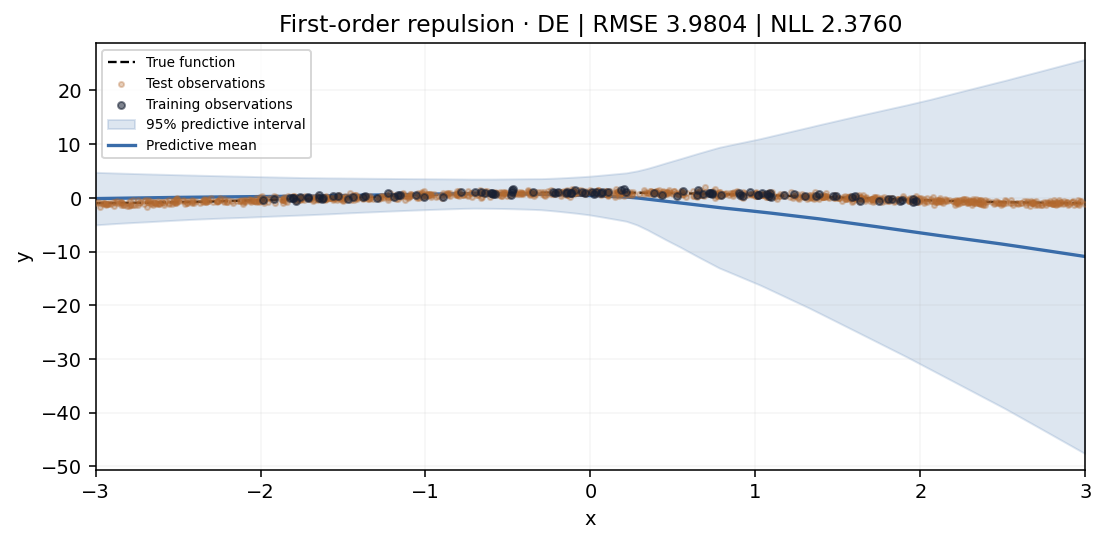 First-order repulsion · DE | RMSE 3.9804 | NLL 2.3760
True function
Test observations
Training observations
95% predictive interval
Predictive mean
y
20
10
0
−10
−20
−30
−40
−50
−3
−2
−1
0
1
2
3
x